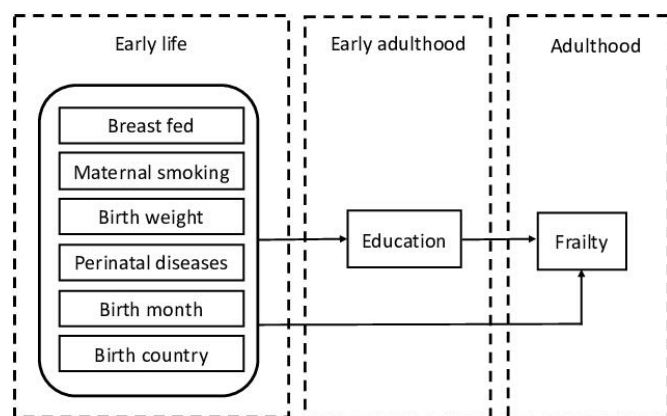 Early life
Early adulthood
Adulthood
Breast fed
Maternal smoking
Birth weight
Perinatal diseases
Birth month
Birth country
Education
Frailty